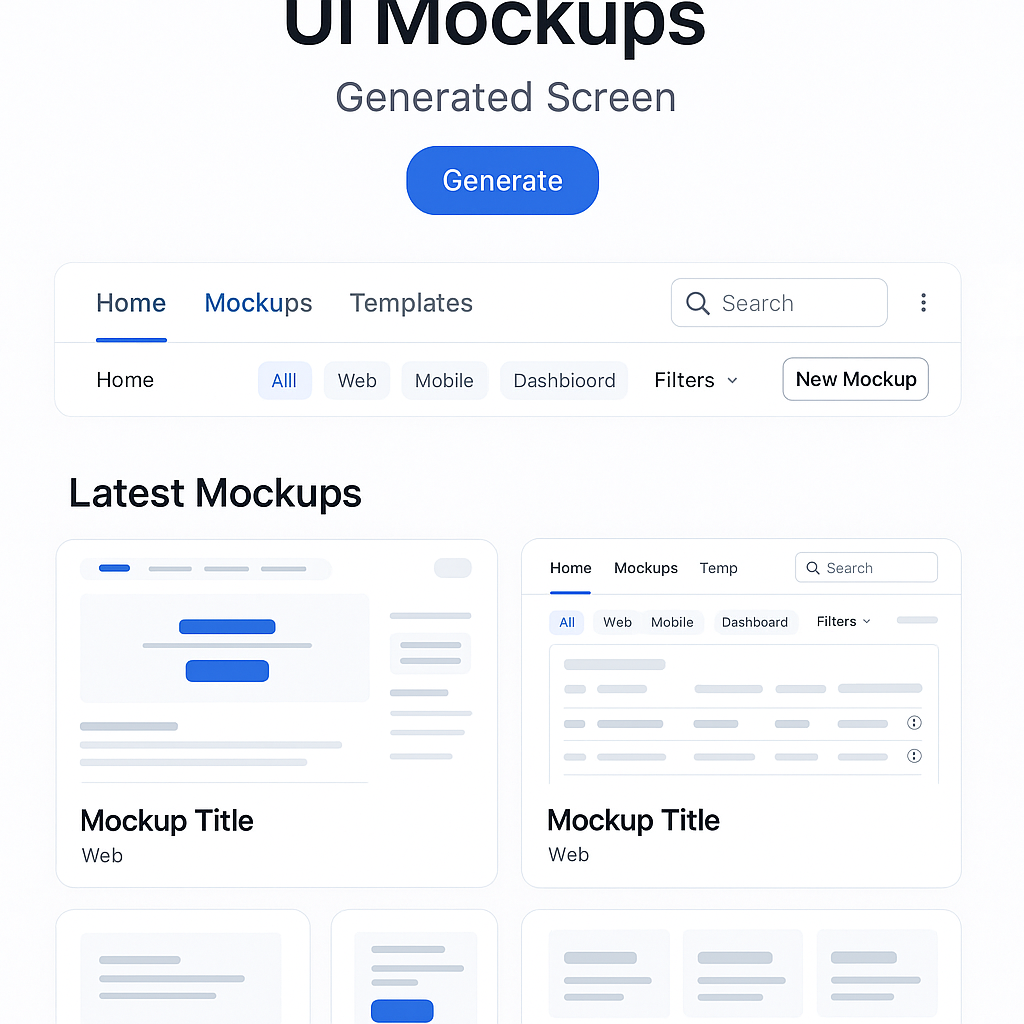 UI Mockups
Generated Screen
Generate
Home Mockups Templates Search
Home Alll Web Mobile Dashbioord Filters New Mockup
Latest Mockups
Home Mockups Temp Search
All Web Mobile Dashboard Filters
Mockup Title
Web
Mockup Title
Web